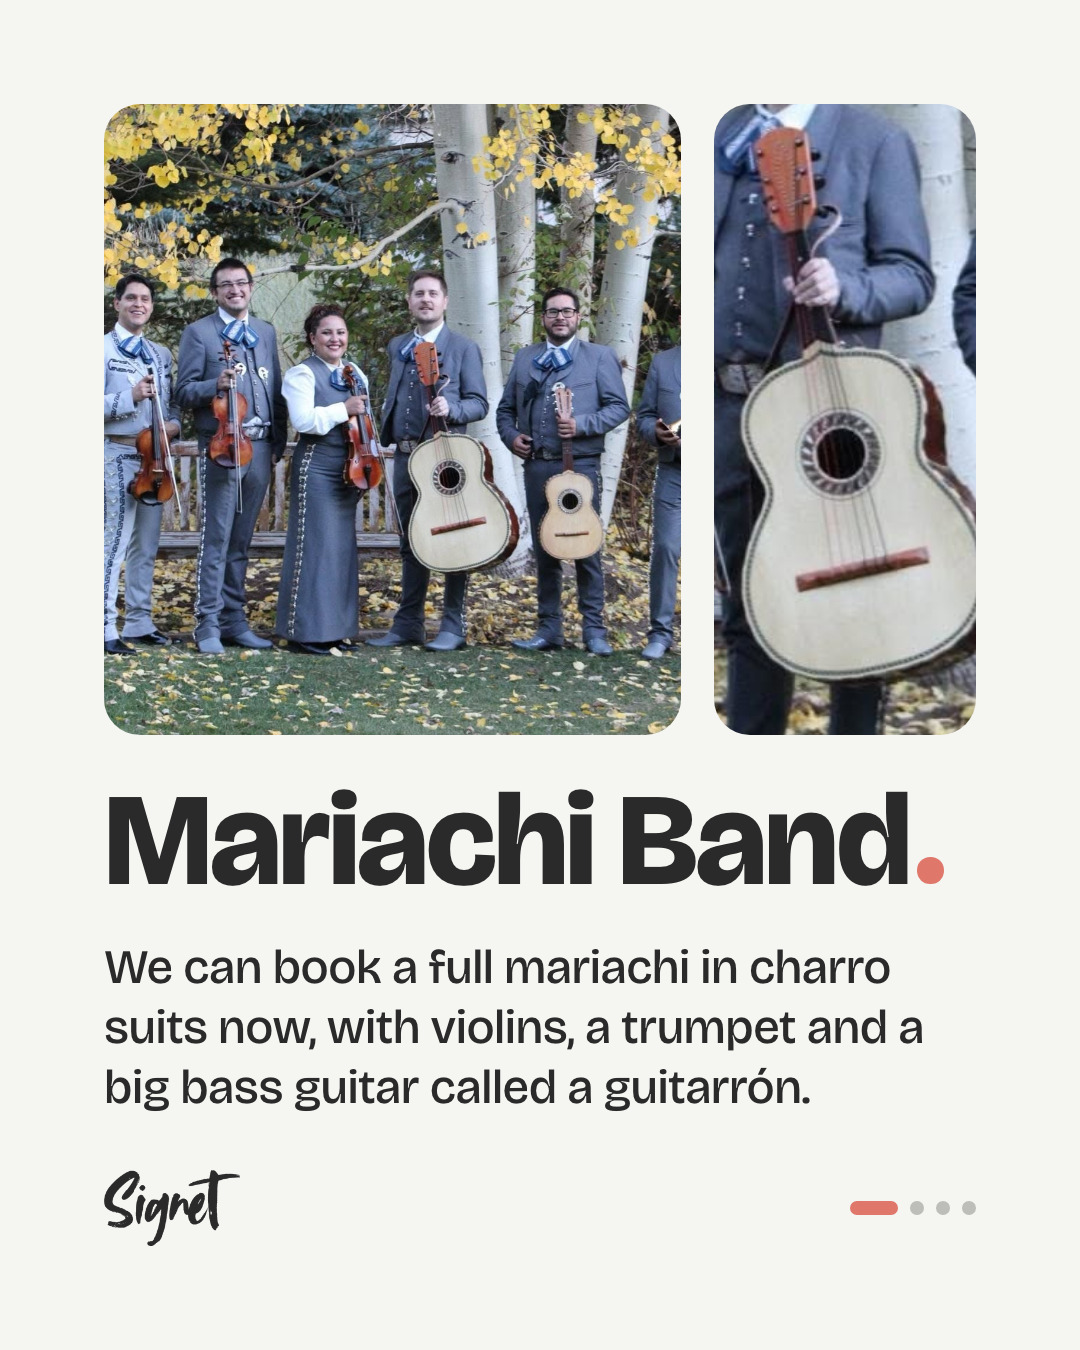 Mariachi Band.
We can book a full mariachi in charro
suits now, with violins, a trumpet and a
big bass guitar called a guitarrón.
Signet